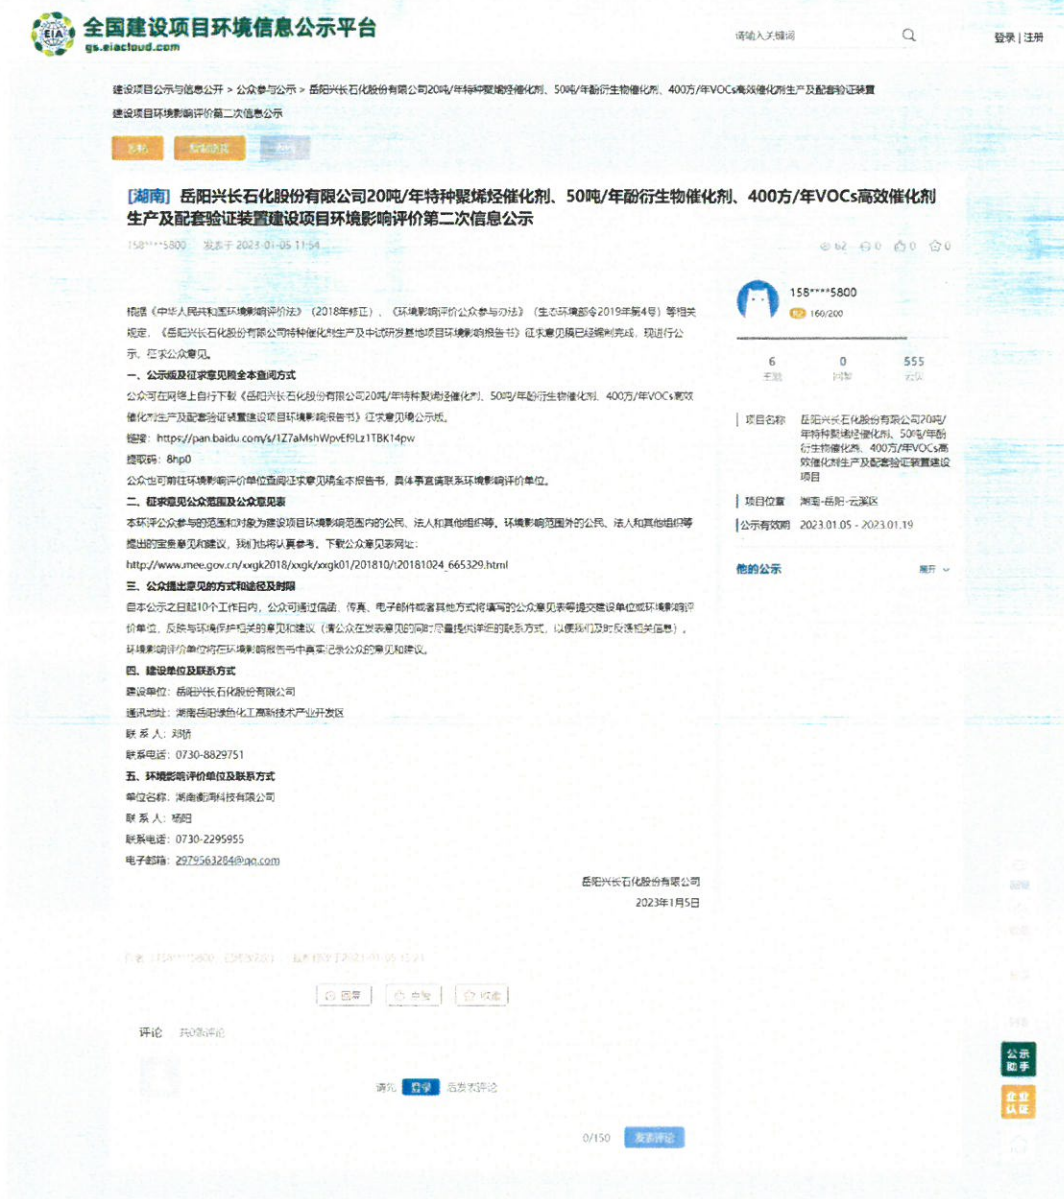 EIA
全国建设项目环境信息公示平台
gs.eiacloud.com
请输入关键词
登录 | 注册
建设项目公示与信息公开 > 公众参与公示 > 岳阳兴长石化股份有限公司20吨/年特种聚烯烃催化剂、50吨/年酚衍生物催化剂、400方/年VOCs高效催化剂生产及配套验证装置
建设项目环境影响评价第二次信息公示
发帖
[湖南] 岳阳兴长石化股份有限公司20吨/年特种聚烯烃催化剂、50吨/年酚衍生物催化剂、400方/年VOCs高效催化剂
生产及配套验证装置建设项目环境影响评价第二次信息公示
158****5800 发表于 2023-01-05 11:54
62 0 0 0
根据《中华人民共和国环境影响评价法》（2018年修正）、《环境影响评价公众参与办法》（生态环境部令2019年第4号）等相关
规定，《岳阳兴长石化股份有限公司特种催化剂生产及中试研发基地项目环境影响报告书》征求意见稿已经编制完成，现进行公
示，征求公众意见。
一、公示版及征求意见稿全本查阅方式
公众可在网络上自行下载《岳阳兴长石化股份有限公司20吨/年特种聚烯烃催化剂、50吨/年酚衍生物催化剂、400方/年VOCs高效
催化剂生产及配套验证装置建设项目环境影响报告书》征求意见稿公示版。
链接：https://pan.baidu.com/s/1Z7aMshWpvEf9Lz1TBK14pw
提取码：8hp0
公众也可前往环境影响评价单位查阅征求意见稿全本报告书，具体事宜请联系环境影响评价单位。
二、征求意见公众范围及公众意见表
本环评公众参与的范围和对象为建设项目环境影响范围内的公民、法人和其他组织等。环境影响范围外的公民、法人和其他组织等
提出的宝贵意见和建议，我们也将认真参考。下载公众意见表网址：
http://www.mee.gov.cn/xxgk2018/xxgk/xxgk01/201810/t20181024_665329.html
三、公众提出意见的方式和途径及时限
自本公示之日起10个工作日内，公众可通过信函、传真、电子邮件或者其他方式将填写的公众意见表等提交建设单位或环境影响评
价单位，反映与环境保护相关的意见和建议（请公众在发表意见的同时尽量提供详细的联系方式，以便我们及时反馈相关信息）。
环境影响评价单位将在环境影响报告书中真实记录公众的意见和建议。
四、建设单位及联系方式
建设单位：岳阳兴长石化股份有限公司
通讯地址：湖南岳阳绿色化工高新技术产业开发区
联 系 人：邓娇
联系电话：0730-8829751
五、环境影响评价单位及联系方式
单位名称：湖南衡润科技有限公司
联 系 人：杨阳
联系电话：0730-2295955
电子邮箱：2979563284@qq.com
岳阳兴长石化股份有限公司
2023年1月5日
158****5800
160/200
6 0 555
主题 回复 云贝
项目名称 岳阳兴长石化股份有限公司20吨/
年特种聚烯烃催化剂、50吨/年酚
衍生物催化剂、400方/年VOCs高
效催化剂生产及配套验证装置建设
项目
项目位置 湖南-岳阳-云溪区
公示有效期 2023.01.05 - 2023.01.19
他的公示 展开
回复 点赞 收藏
评论 共0条评论
请先 登录 后发表评论
0/150 发表评论
公示
助手
企业
认证